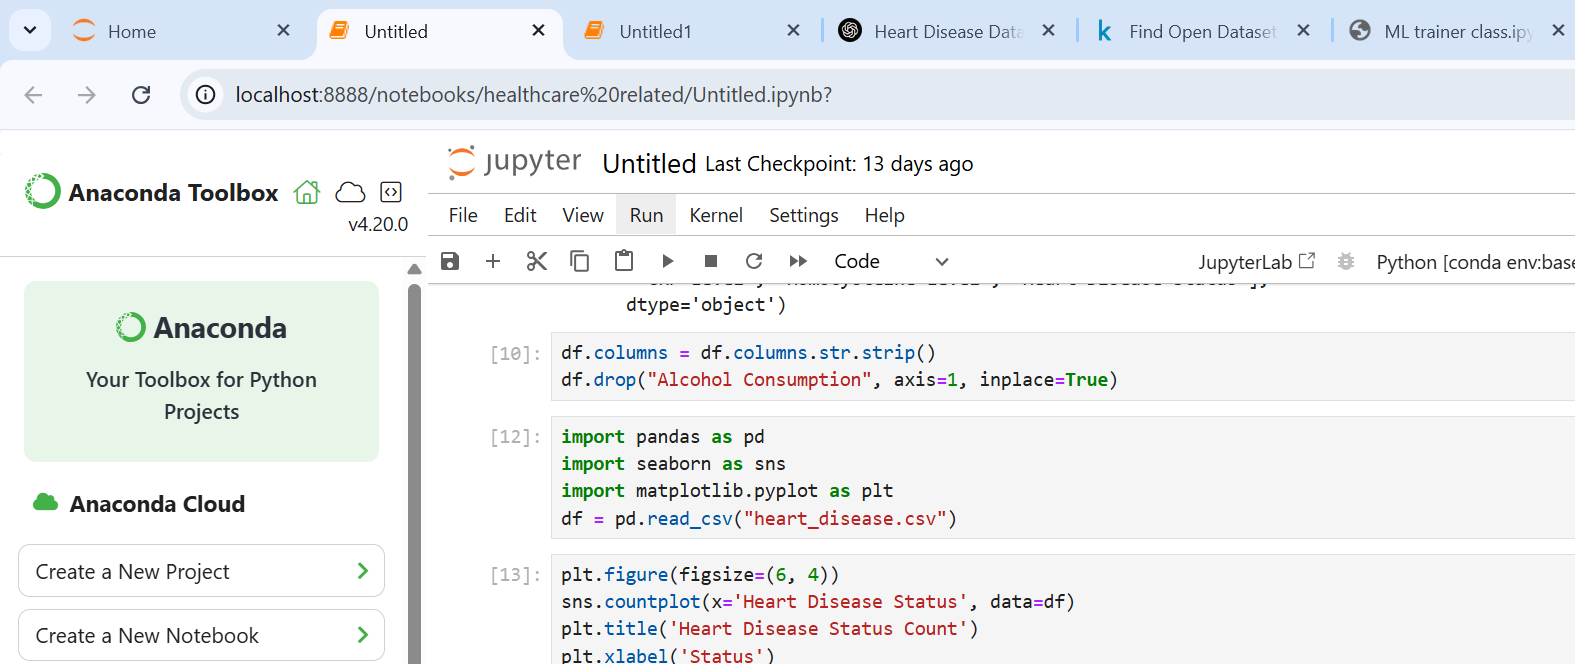 Home
Untitled
Untitled1
Heart Disease Data
Find Open Dataset
ML trainer class.ipy
localhost:8888/notebooks/healthcare%20related/Untitled.ipynb?
Anaconda Toolbox
v4.20.0
Anaconda
Your Toolbox for Python
Projects
Anaconda Cloud
Create a New Project
Create a New Notebook
jupyter Untitled Last Checkpoint: 13 days ago
File Edit View Run Kernel Settings Help
Code
JupyterLab
Python [conda env:base
dtype='object')
[10]:
df.columns = df.columns.str.strip()
df.drop("Alcohol Consumption", axis=1, inplace=True)
[12]:
import pandas as pd
import seaborn as sns
import matplotlib.pyplot as plt
df = pd.read_csv("heart_disease.csv")
[13]:
plt.figure(figsize=(6, 4))
sns.countplot(x='Heart Disease Status', data=df)
plt.title('Heart Disease Status Count')
plt.xlabel('Status')